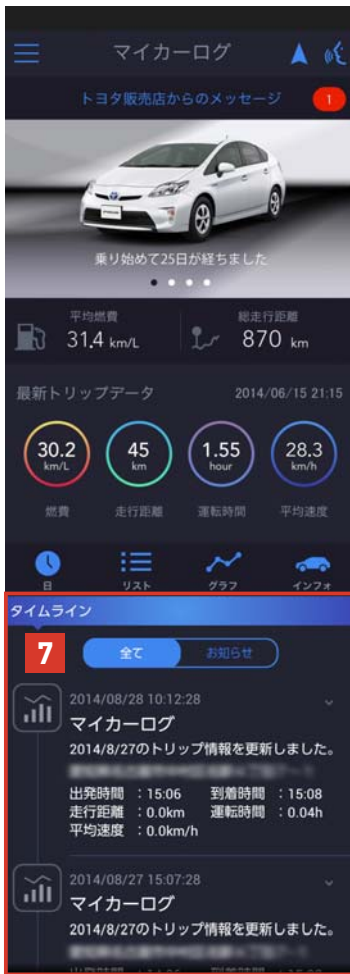 マイカーログ
トヨタ販売店からのメッセージ 1
乗り始めて25日が経ちました
平均燃費 総走行距離
31.4 km/L 870 km
最新トリップデータ 2014/06/15 21:15
30.2 45 1.55 28.3
km/L km hour km/h
燃費 走行距離 運転時間 平均速度
日 リスト グラフ インフォ
タイムライン
7 全て お知らせ
2014/08/28 10:12:28
マイカーログ
2014/8/27のトリップ情報を更新しました。
出発時間 :15:06 到着時間 :15:08
走行距離 :0.0km 運転時間 :0.04h
平均速度 :0.0km/h
2014/08/27 15:07:28
マイカーログ
2014/8/27のトリップ情報を更新しました。